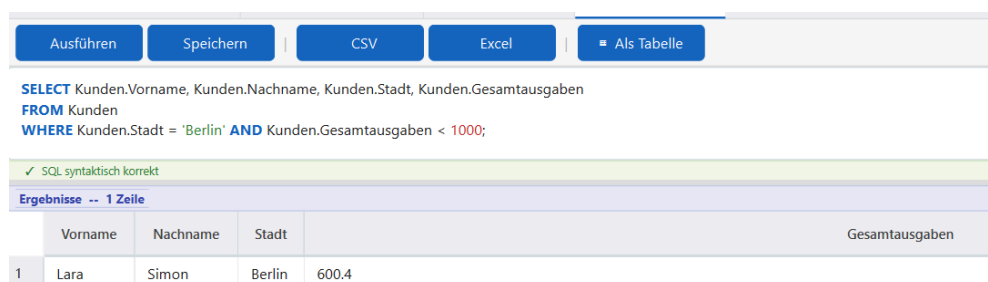 Ausführen Speichern | CSV Excel | Als Tabelle
SELECT Kunden.Vorname, Kunden.Nachname, Kunden.Stadt, Kunden.Gesamtausgaben
FROM Kunden
WHERE Kunden.Stadt = 'Berlin' AND Kunden.Gesamtausgaben < 1000;
✓ SQL syntaktisch korrekt
Ergebnisse -- 1 Zeile
Vorname Nachname Stadt Gesamtausgaben
1 Lara Simon Berlin 600.4